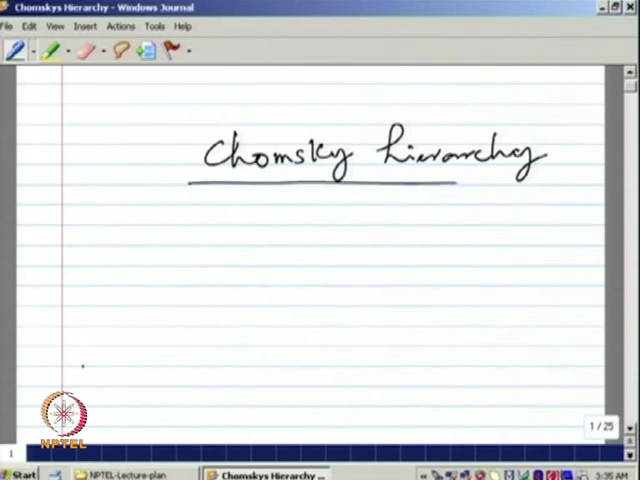 Chomskys Hierarchy - Windows Journal
File Edit View Insert Actions Tools Help
Chomsky hierarchy
NPTEL
1 / 25
1
Start NPTEL-Lecture-plan Chomskys Hierarchy ... 3:35 AM